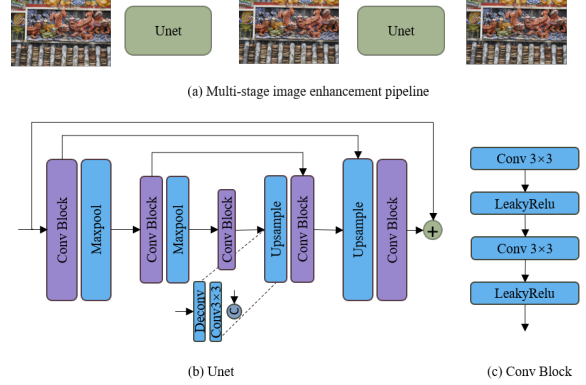 Unet
Unet
(a) Multi-stage image enhancement pipeline
Conv Block
Maxpool
Conv Block
Maxpool
Conv Block
Upsample
Conv Block
Upsample
Conv Block
+
Deconv
Conv3×3
C
(b) Unet
Conv 3×3
LeakyRelu
Conv 3×3
LeakyRelu
(c) Conv Block